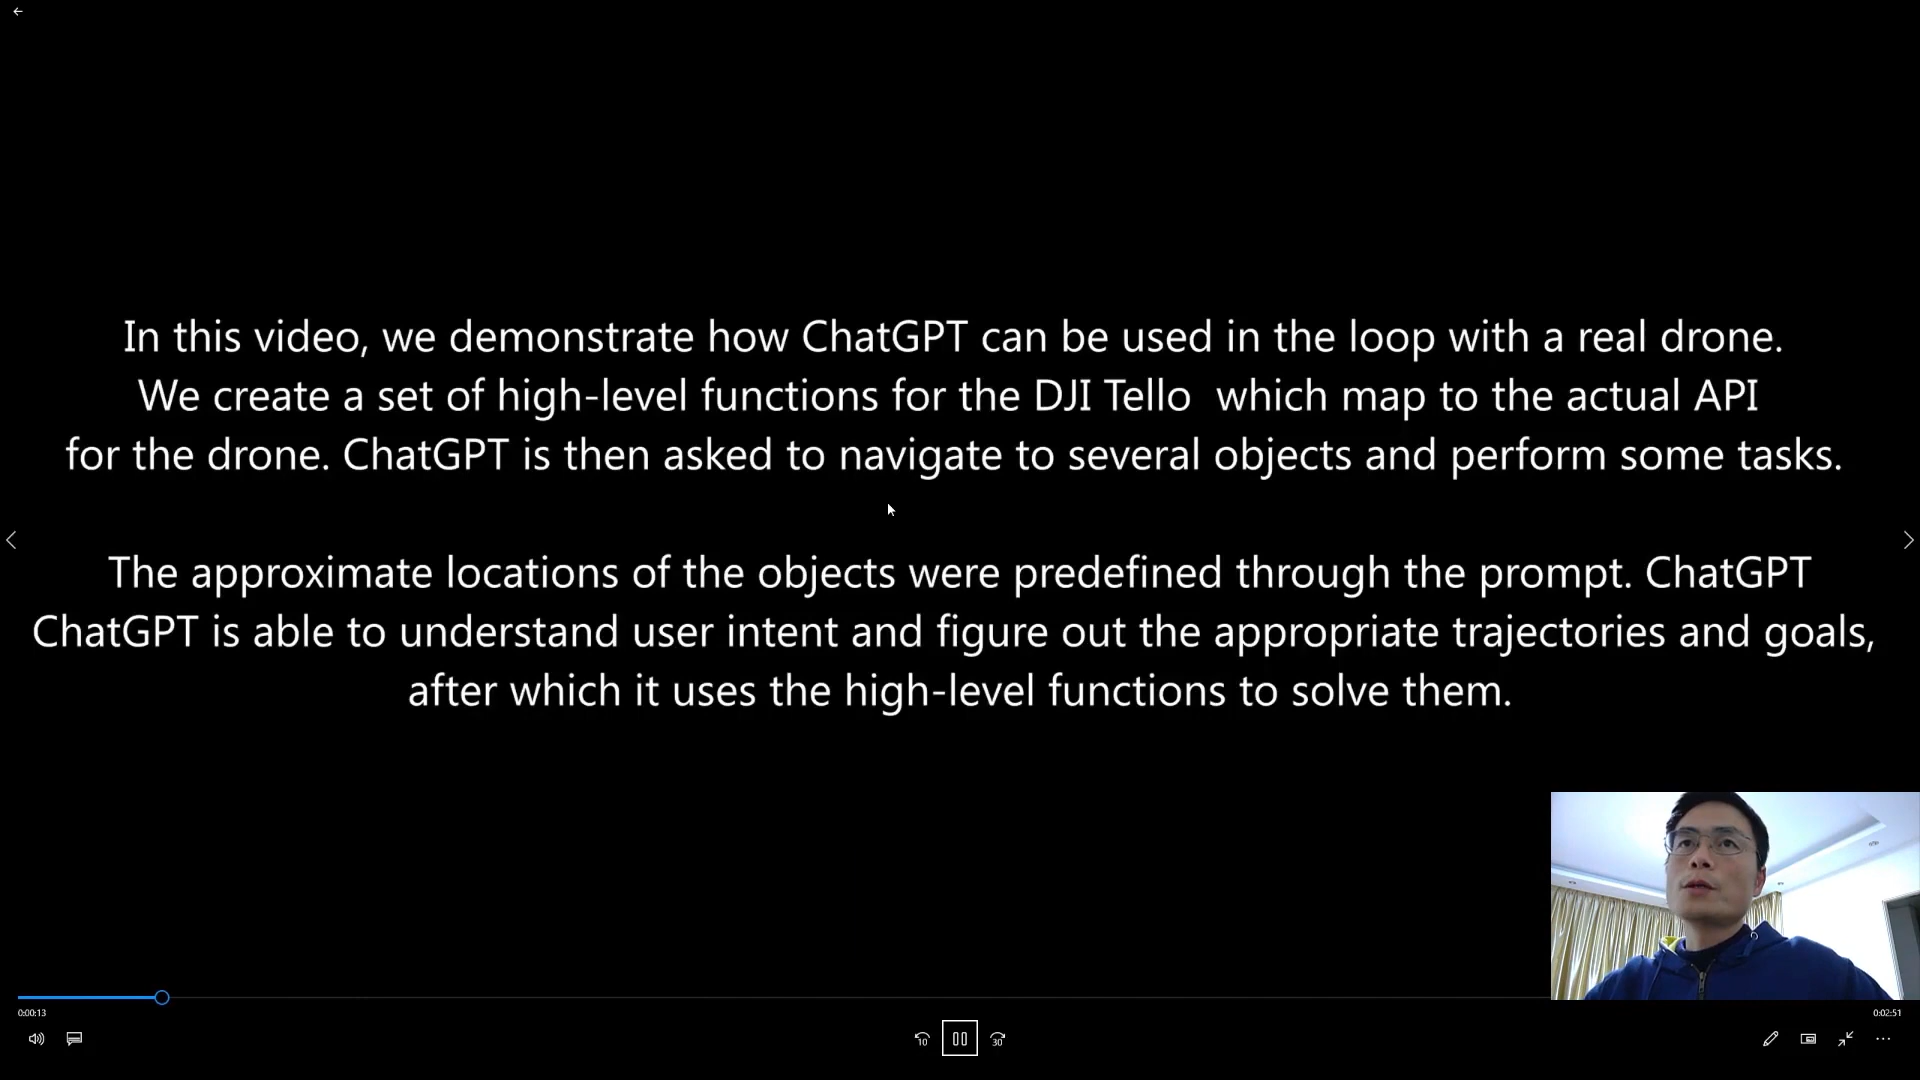 In this video, we demonstrate how ChatGPT can be used in the loop with a real drone.
We create a set of high-level functions for the DJI Tello  which map to the actual API
for the drone. ChatGPT is then asked to navigate to several objects and perform some tasks.
The approximate locations of the objects were predefined through the prompt. ChatGPT
ChatGPT is able to understand user intent and figure out the appropriate trajectories and goals,
after which it uses the high-level functions to solve them.
0:00:13
0:02:51
10
30